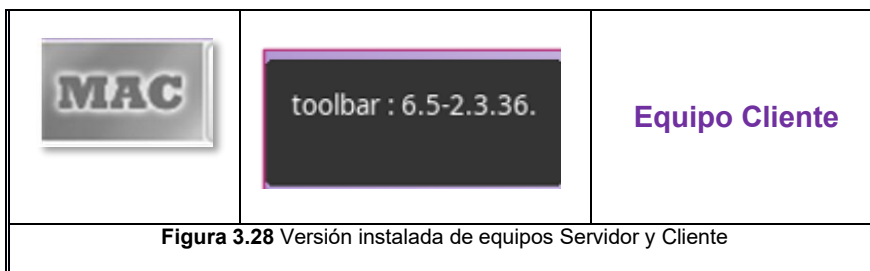 MAC
toolbar : 6.5-2.3.36.
Equipo Cliente
Figura 3.28 Versión instalada de equipos Servidor y Cliente